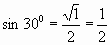 sin 30⁰ = √1/2 = 1/2